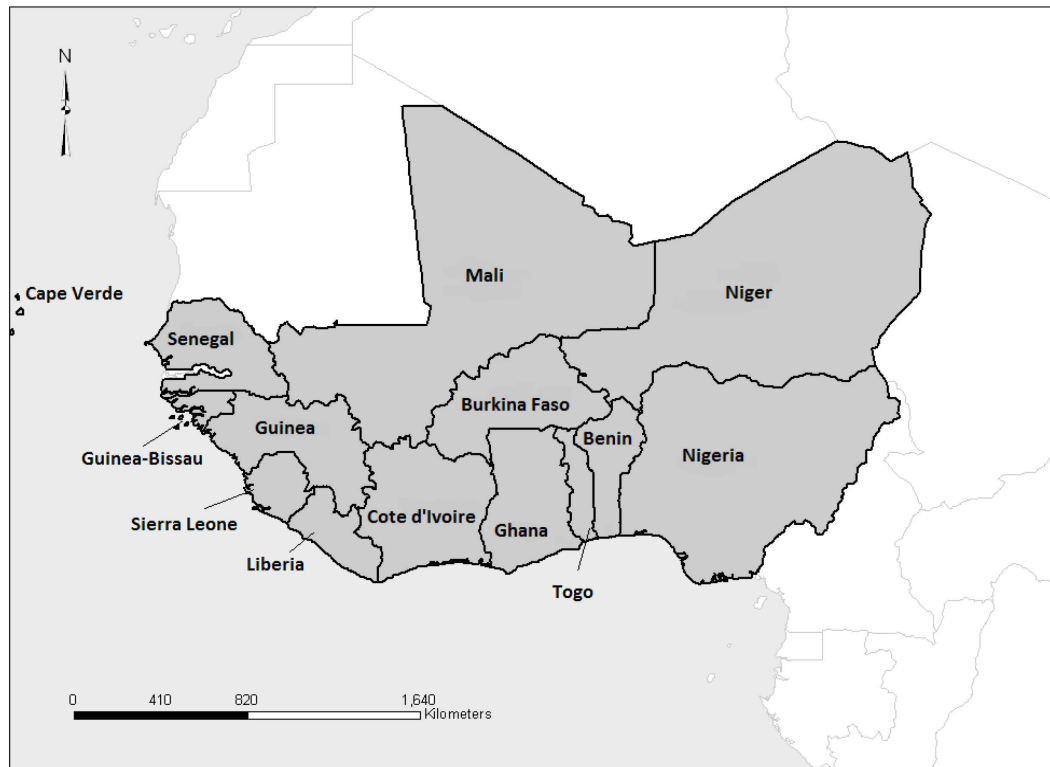 N
Mali
Cape Verde
Niger
Senegal
Burkina Faso
Guinea
Benin
Guinea-Bissau
Nigeria
Cote d'Ivoire
Sierra Leone
Ghana
Liberia
Togo
0 410 820 1,640
Kilometers